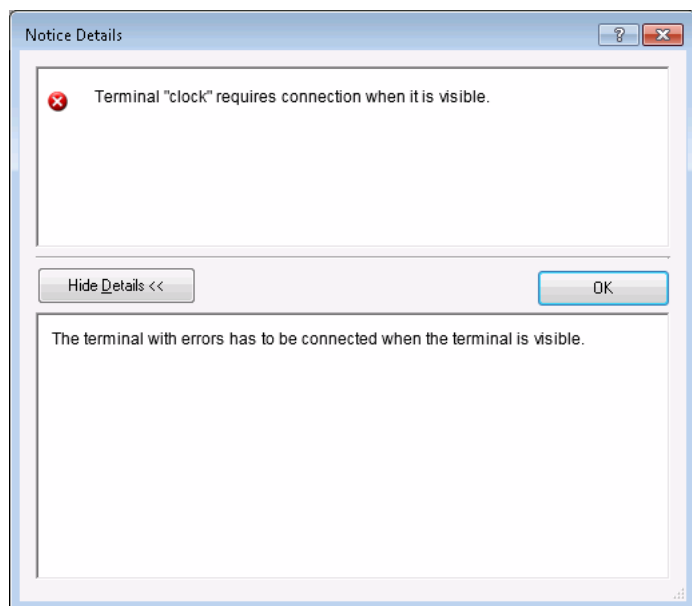 Notice Details
?
Terminal "clock" requires connection when it is visible.
Hide Details <<
OK
The terminal with errors has to be connected when the terminal is visible.